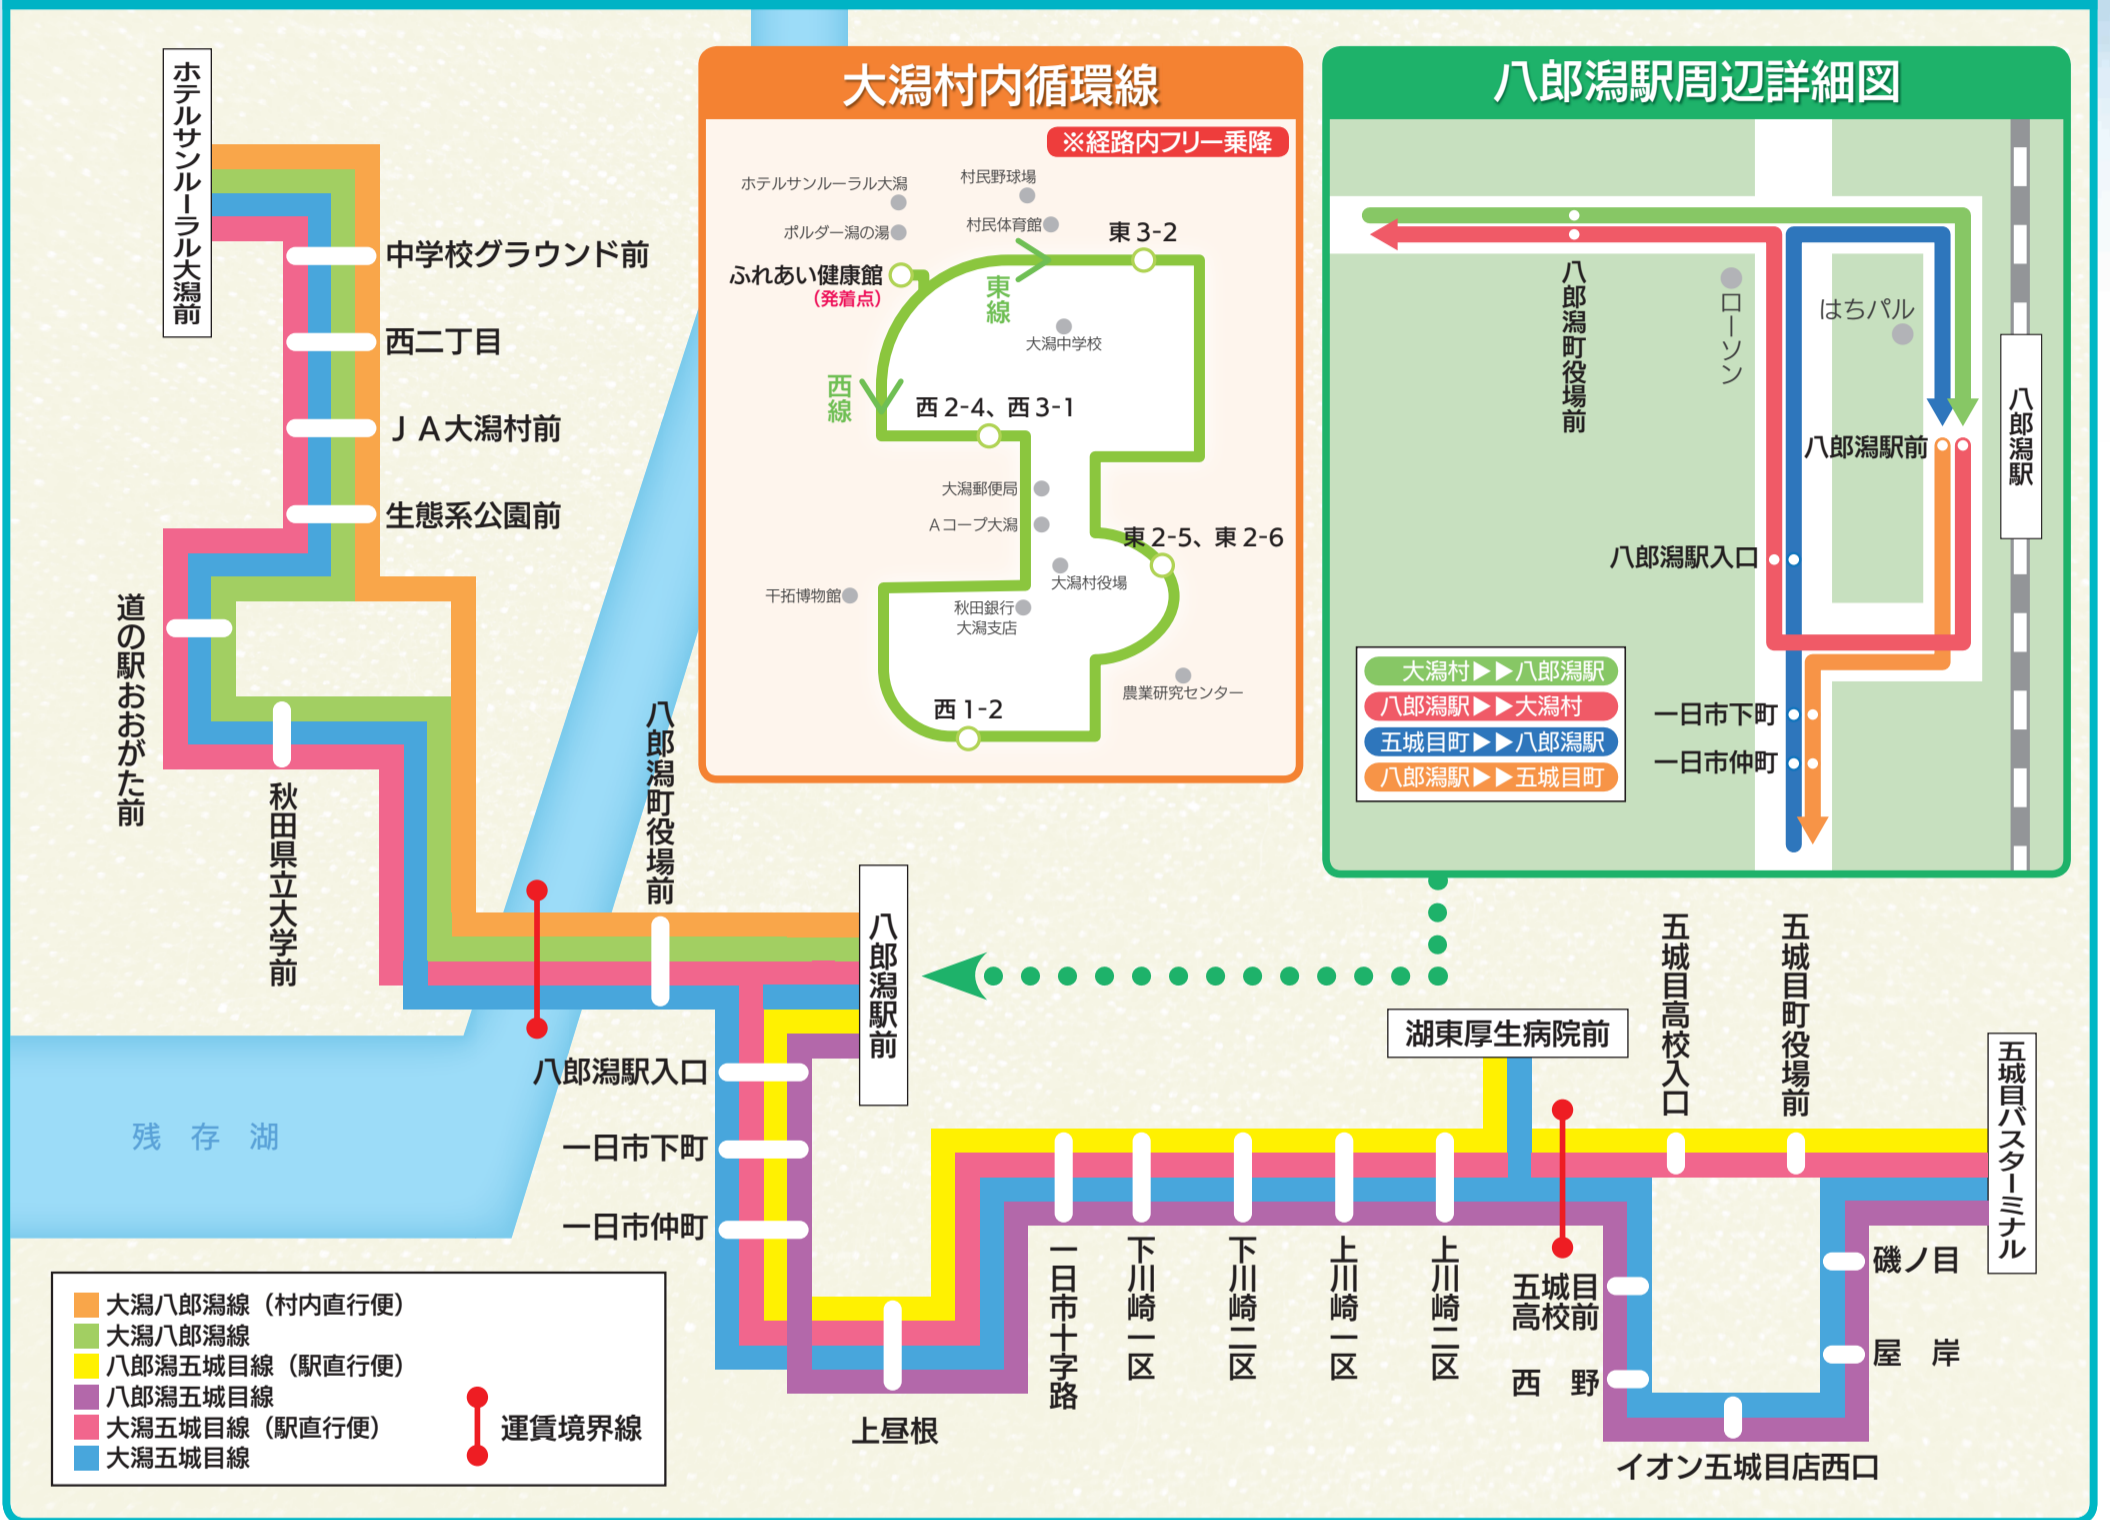 ホテルサンルーラル大潟前
中学校グラウンド前
西二丁目
ＪＡ大潟村前
生態系公園前
道の駅おおがた前
秋田県立大学前
八郎潟町役場前
八郎潟駅前
八郎潟駅入口
一日市下町
一日市仲町
残存湖
上昼根
一日市十字路
下川崎一区
下川崎二区
上川崎一区
上川崎二区
湖東厚生病院前
五城目高校入口
五城目町役場前
五城目バスターミナル
五城目
高校前
西野
イオン五城目店西口
磯ノ目
屋岸
大潟村内循環線
※経路内フリー乗降
ホテルサンルーラル大潟
村民野球場
ポルダー潟の湯
村民体育館
東3-2
ふれあい健康館
（発着点）
東線
大潟中学校
西線
西2-4、西3-1
大潟郵便局
Aコープ大潟
東2-5、東2-6
大潟村役場
干拓博物館
秋田銀行
大潟支店
農業研究センター
西1-2
八郎潟駅周辺詳細図
八郎潟町役場前
ローソン
はちパル
八郎潟駅
八郎潟駅前
八郎潟駅入口
一日市下町
一日市仲町
大潟村▶▶八郎潟駅
八郎潟駅▶▶大潟村
五城目町▶▶八郎潟駅
八郎潟駅▶▶五城目町
大潟八郎潟線（村内直行便）
大潟八郎潟線
八郎潟五城目線（駅直行便）
八郎潟五城目線
大潟五城目線（駅直行便）
大潟五城目線
運賃境界線